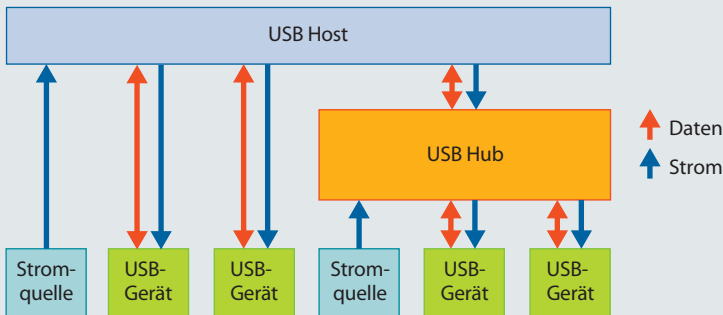 USB Host
USB Hub
Daten
Strom
Strom-
quelle
USB-
Gerät
USB-
Gerät
Strom-
quelle
USB-
Gerät
USB-
Gerät